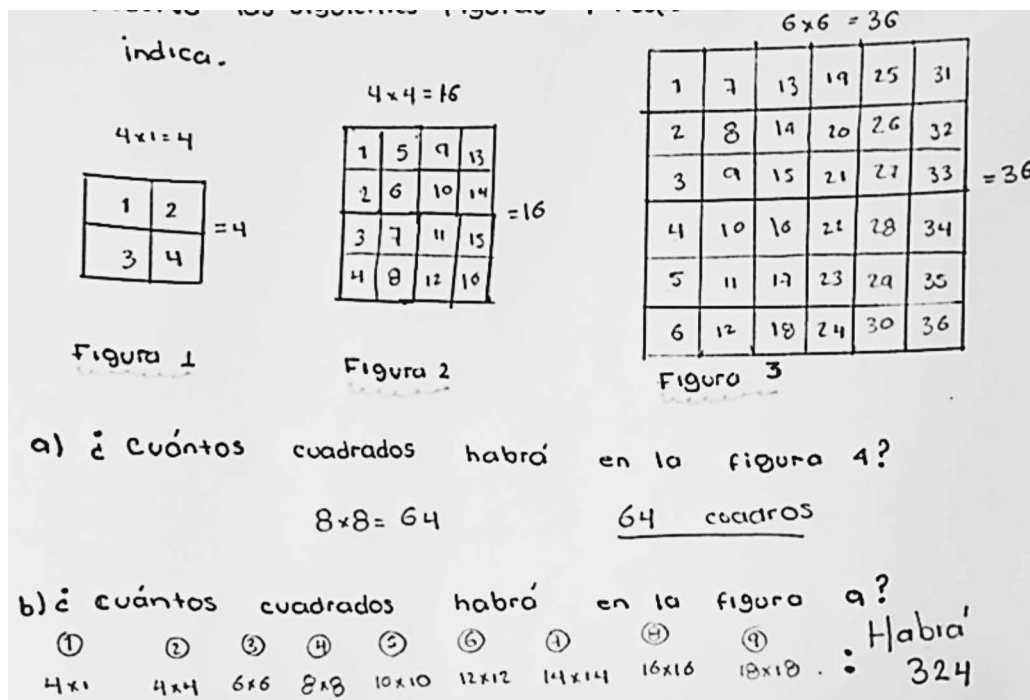 indica.
4x1=4
1 2
3 4
=4
Figura 1
4x4=16
1 5 9 13
2 6 10 14
3 7 11 15
4 8 12 16
=16
Figura 2
6x6 = 36
1 7 13 19 25 31
2 8 14 20 26 32
3 9 15 21 27 33
4 10 16 22 28 34
5 11 17 23 29 35
6 12 18 24 30 36
=36
Figura 3
a) ¿Cuántos cuadrados habrá en la figura 4?
8x8= 64
64 cuadros
b) ¿cuántos cuadrados habrá en la figura 9?
① ② ③ ④ ⑤ ⑥ ⑦ ⑧ ⑨
4x1 4x4 6x6 8x8 10x10 12x12 14x14 16x16 18x18 . : Habrá
324